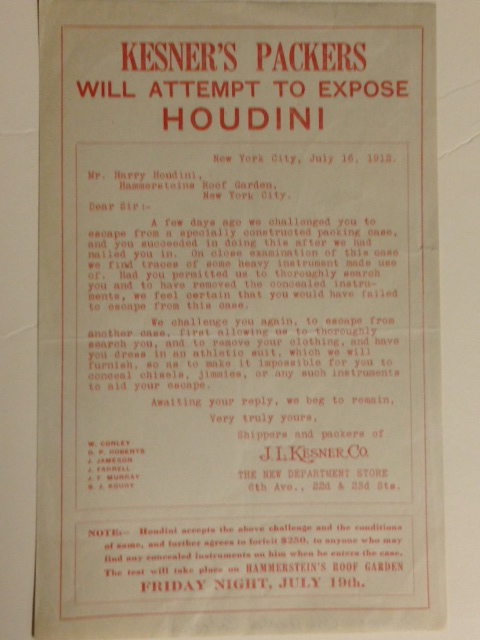 KESNER'S PACKERS
WILL ATTEMPT TO EXPOSE
HOUDINI
New York City, July 16, 1912.
Mr. Harry Houdini,
Hammersteins Roof Garden,
New York City.
Dear Sir:-
A few days ago we challenged you to
escape from a specially constructed packing case,
and you succeeded in doing this after we had
nailed you in. On close examination of this case
we find traces of some heavy instrument made use
of. Had you permitted us to thoroughly search
you and to have removed the concealed instru-
ments, we feel certain that you would have failed
to escape from this case.
We challenge you again, to escape from
another case, first allowing us to thoroughly
search you, and to remove your clothing, and have
you dress in an athletic suit, which we will
furnish, so as to make it impossible for you to
conceal chisels, jimmies, or any such instruments
to aid your escape.
Awaiting your reply, we beg to remain,
Very truly yours,
Shippers and packers of
J. L. KESNER. CO.
THE NEW DEPARTMENT STORE
6th Ave., 22d & 23d Sts.
W. CONLEY
O. P. ROBERTS
J. JAMESON
J. FARRELL
J. F. MURRAY
S. J. KOURY
NOTE:- Houdini accepts the above challenge and the conditions
of same, and further agrees to forfeit $250, to anyone who may
find any concealed instruments on him when he enters the case.
The test will take place on HAMMERSTEIN'S ROOF GARDEN
FRIDAY NIGHT, JULY 19th.